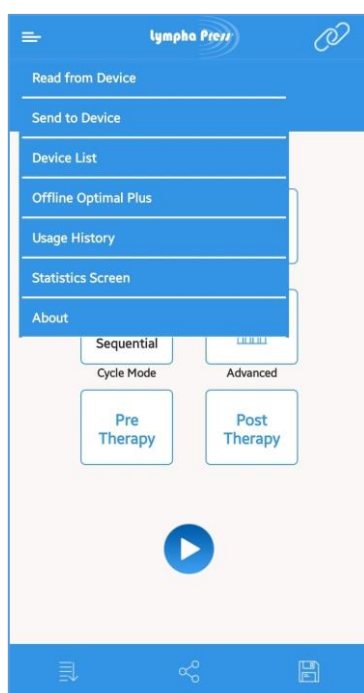 Lympha Press
Read from Device
Send to Device
Device List
Offline Optimal Plus
Usage History
Statistics Screen
About
Sequential
Cycle Mode
Advanced
Pre
Therapy
Post
Therapy